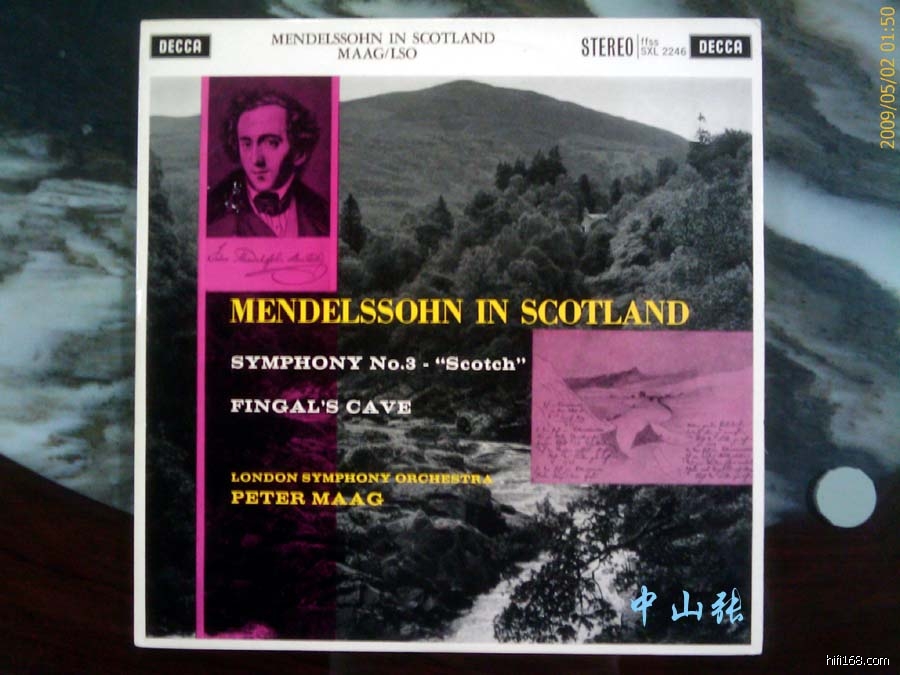 DECCA
MENDELSSOHN IN SCOTLAND
MAAG/LSO
STEREO
ffss
SXL 2246
DECCA
2009/05/02 01:50
MENDELSSOHN IN SCOTLAND
SYMPHONY No.3 - “Scotch”
FINGAL'S CAVE
LONDON SYMPHONY ORCHESTRA
PETER MAAG
中山張
hifi168.com